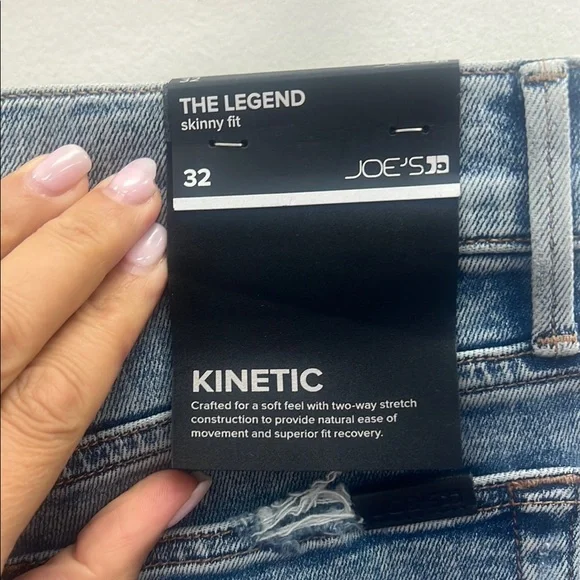 THE LEGEND
skinny fit
32
JOE'S
KINETIC
Crafted for a soft feel with two-way stretch
construction to provide natural ease of
movement and superior fit recovery.